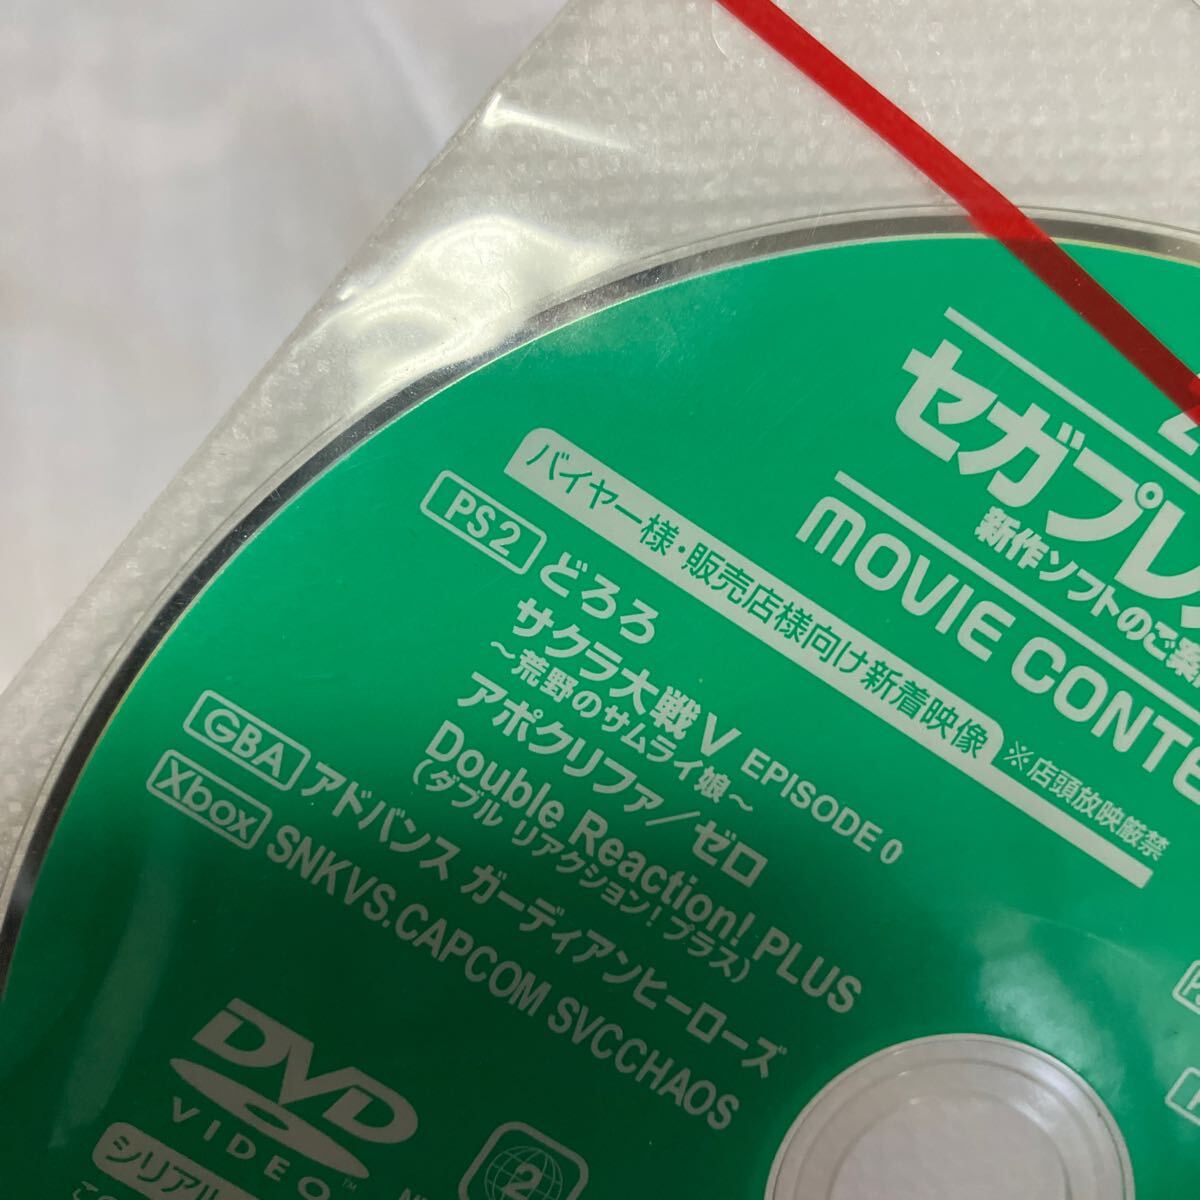 セガプレ
新作ソフトのご案
MOVIE CONTE
バイヤー様・販売店様向け新着映像 ※店頭放映厳禁
PS2 どろろ
サクラ大戦V EPISODE 0
～荒野のサムライ娘～
アポクリファ/ゼロ
Double Reaction! PLUS
(ダブル リアクション! プラス)
GBA アドバンス ガーディアンヒーローズ
Xbox SNKVS.CAPCOM SVCCHAOS
DVD
VIDEO™
2
シリアル